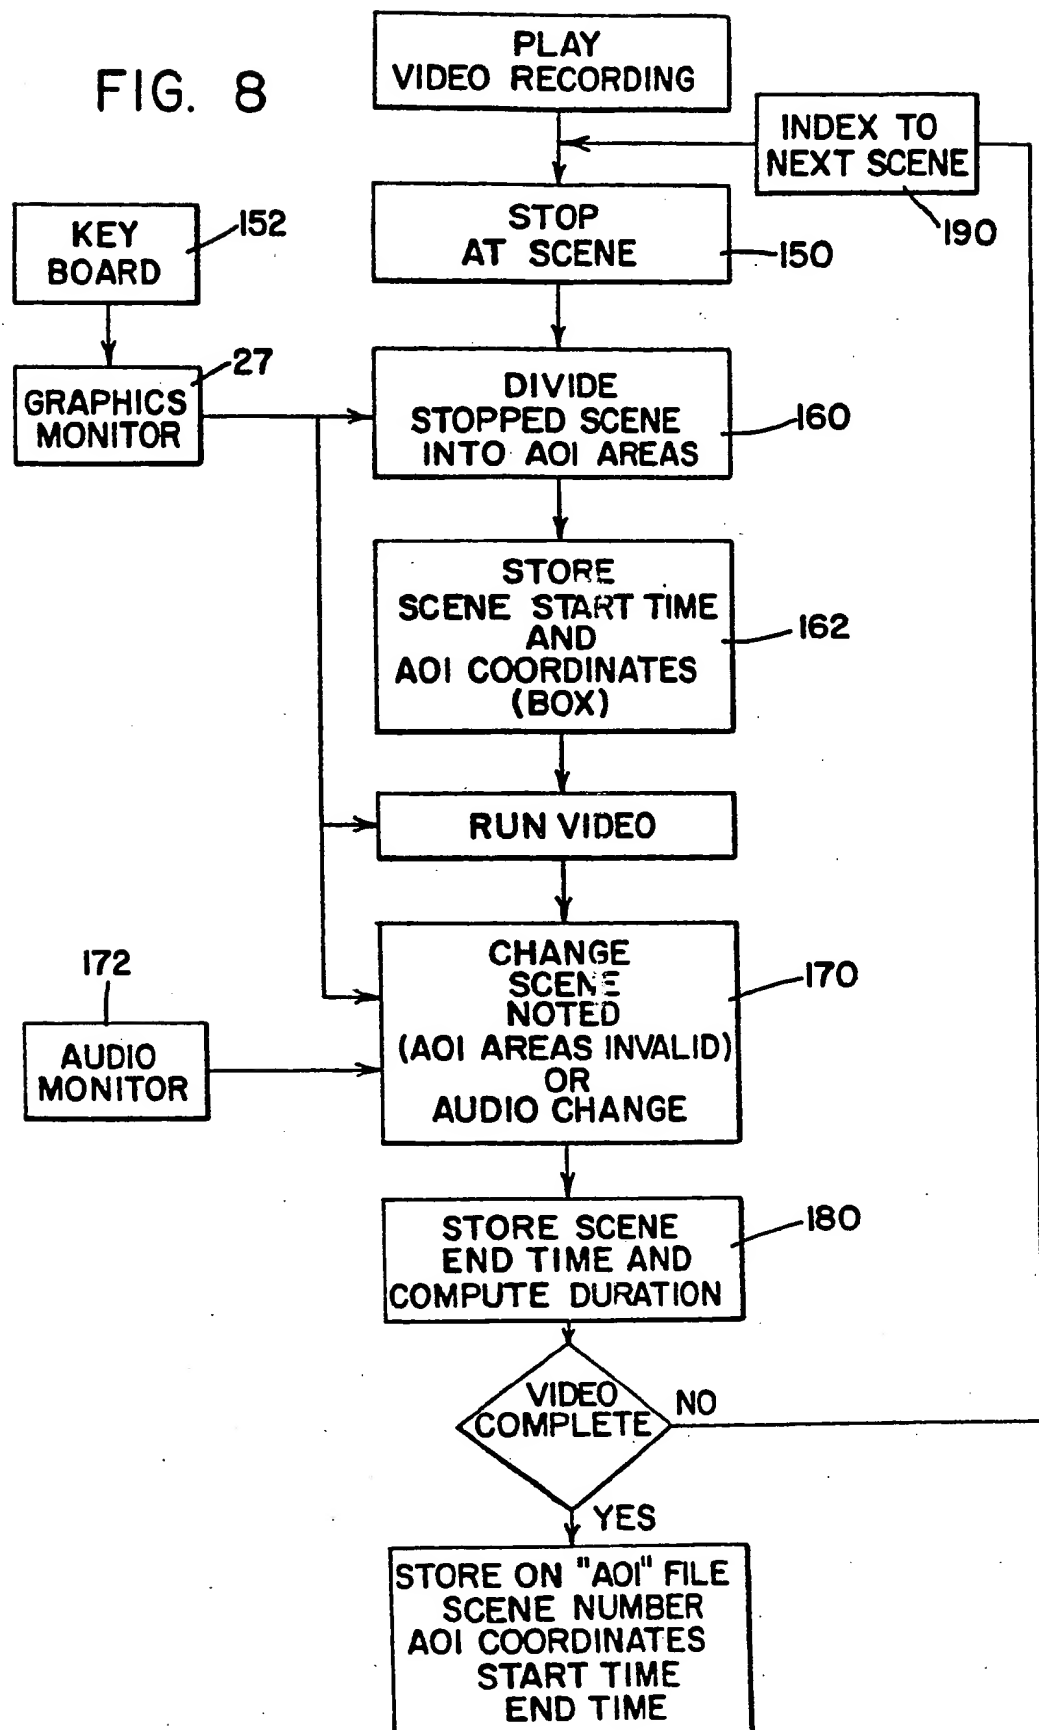 FIG. 8
PLAY
VIDEO RECORDING
INDEX TO
NEXT SCENE
190
STOP
AT SCENE
150
KEY
BOARD
152
GRAPHICS
MONITOR
27
DIVIDE
STOPPED SCENE
INTO AOI AREAS
160
STORE
SCENE START TIME
AND
AOI COORDINATES
(BOX)
162
RUN VIDEO
CHANGE
SCENE
NOTED
(AOI AREAS INVALID)
OR
AUDIO CHANGE
170
172
AUDIO
MONITOR
STORE SCENE
END TIME AND
COMPUTE DURATION
180
VIDEO
COMPLETE
NO
YES
STORE ON "AOI" FILE
SCENE NUMBER
AOI COORDINATES
START TIME
END TIME